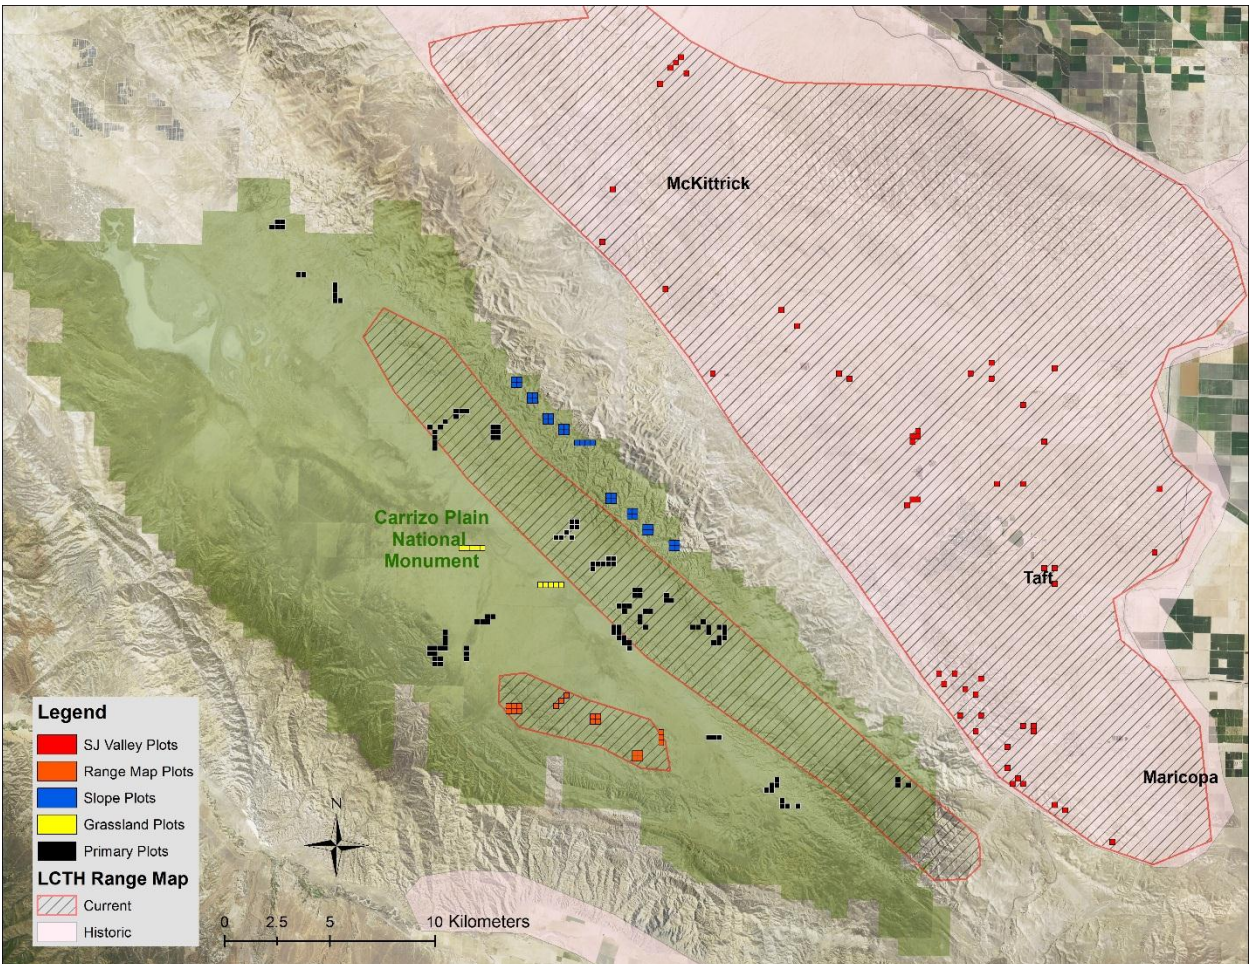 McKittrick
Carrizo Plain
National
Monument
Taft
Maricopa
Legend
SJ Valley Plots
Range Map Plots
Slope Plots
Grassland Plots
Primary Plots
LCTH Range Map
Current
Historic
N
0 2.5 5 10 Kilometers